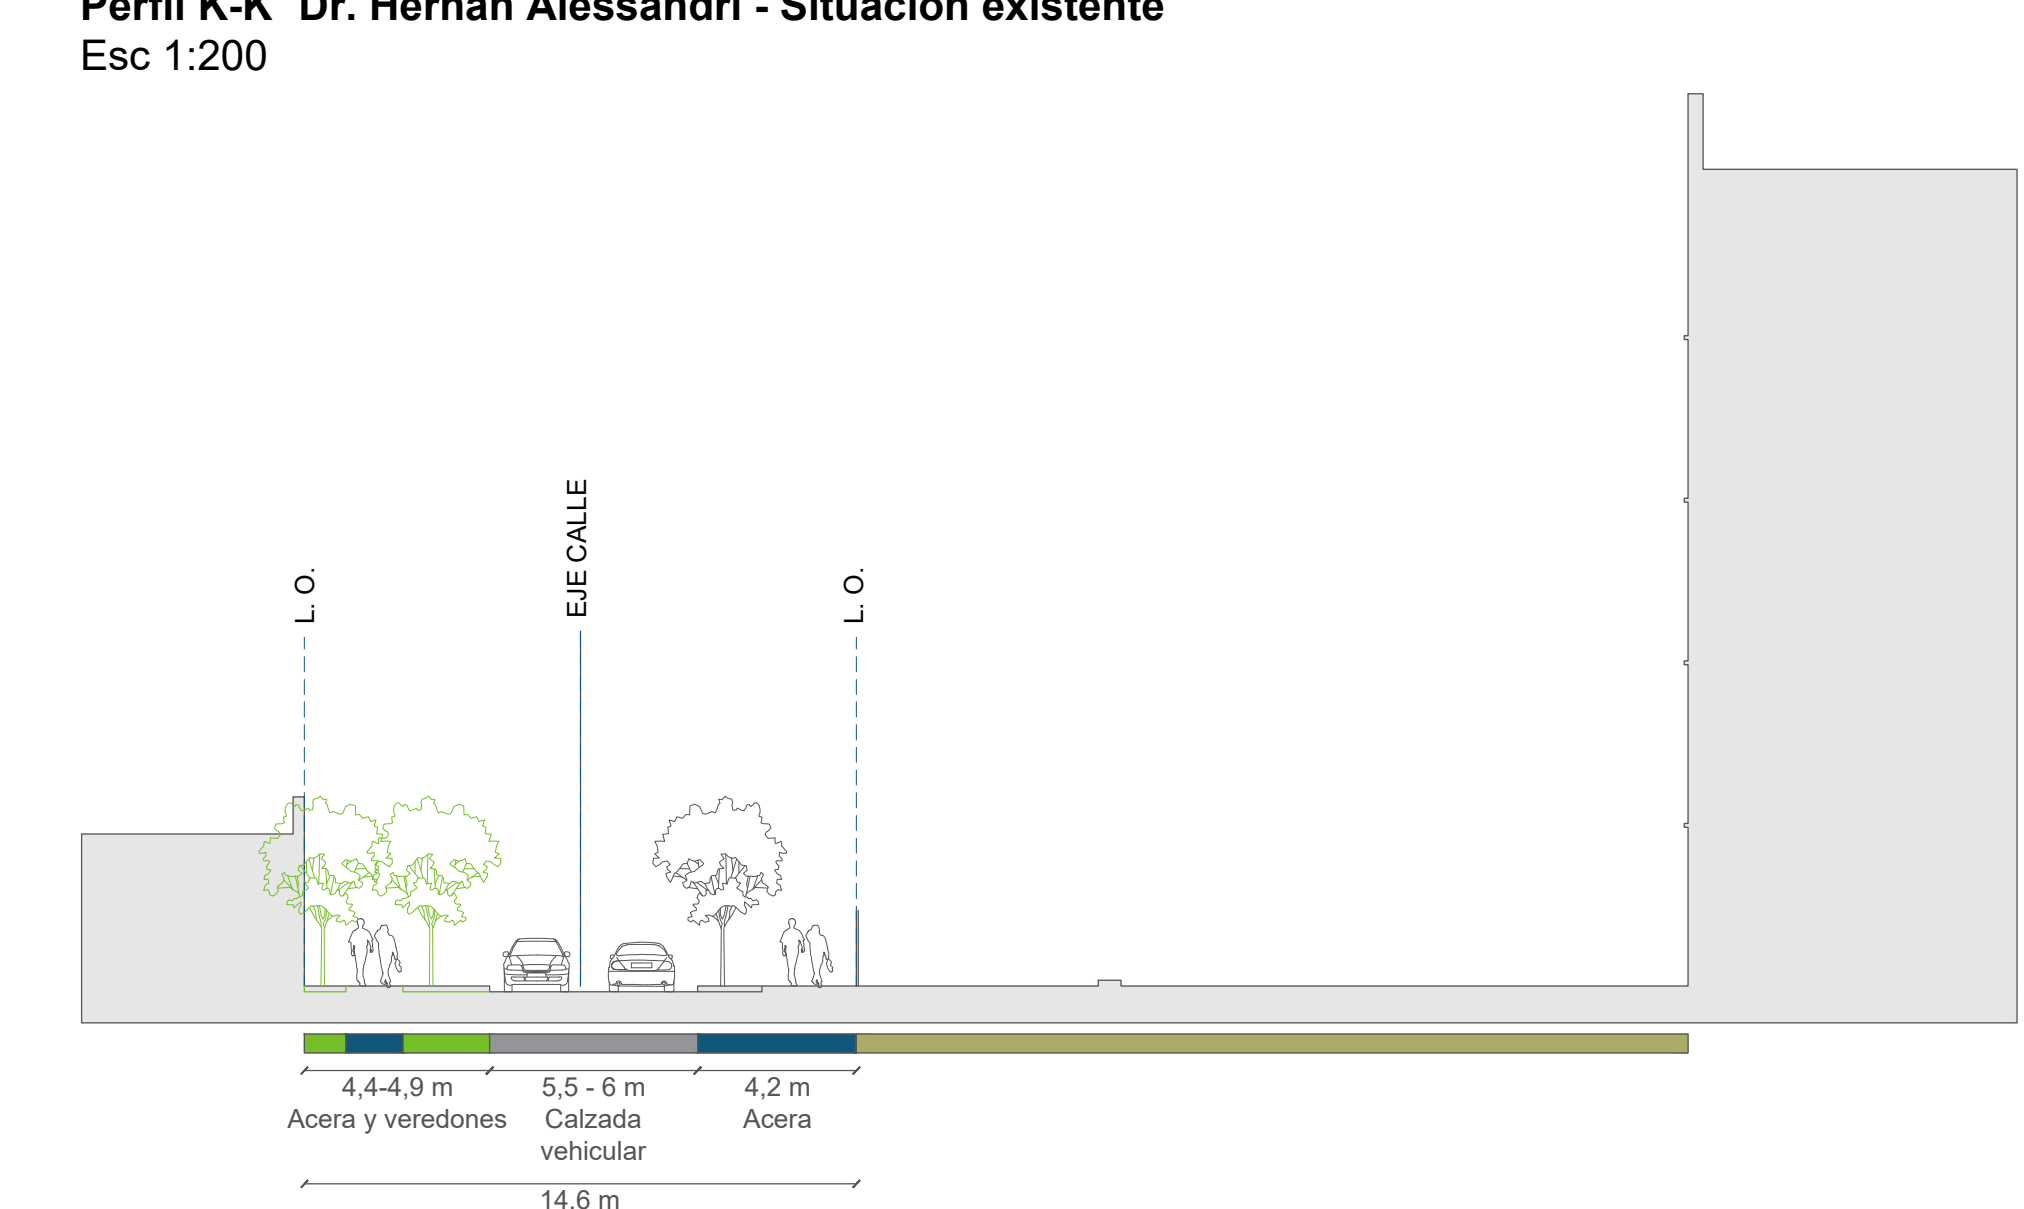 Perfil K-K Dr. Hernán Alessandri - Situación existente
Esc 1:200
EJE CALLE
L. O.
L. O.
4,4-4,9 m
5,5 - 6 m
4,2 m
Acera y veredones
Calzada
vehicular
Acera
14.6 m